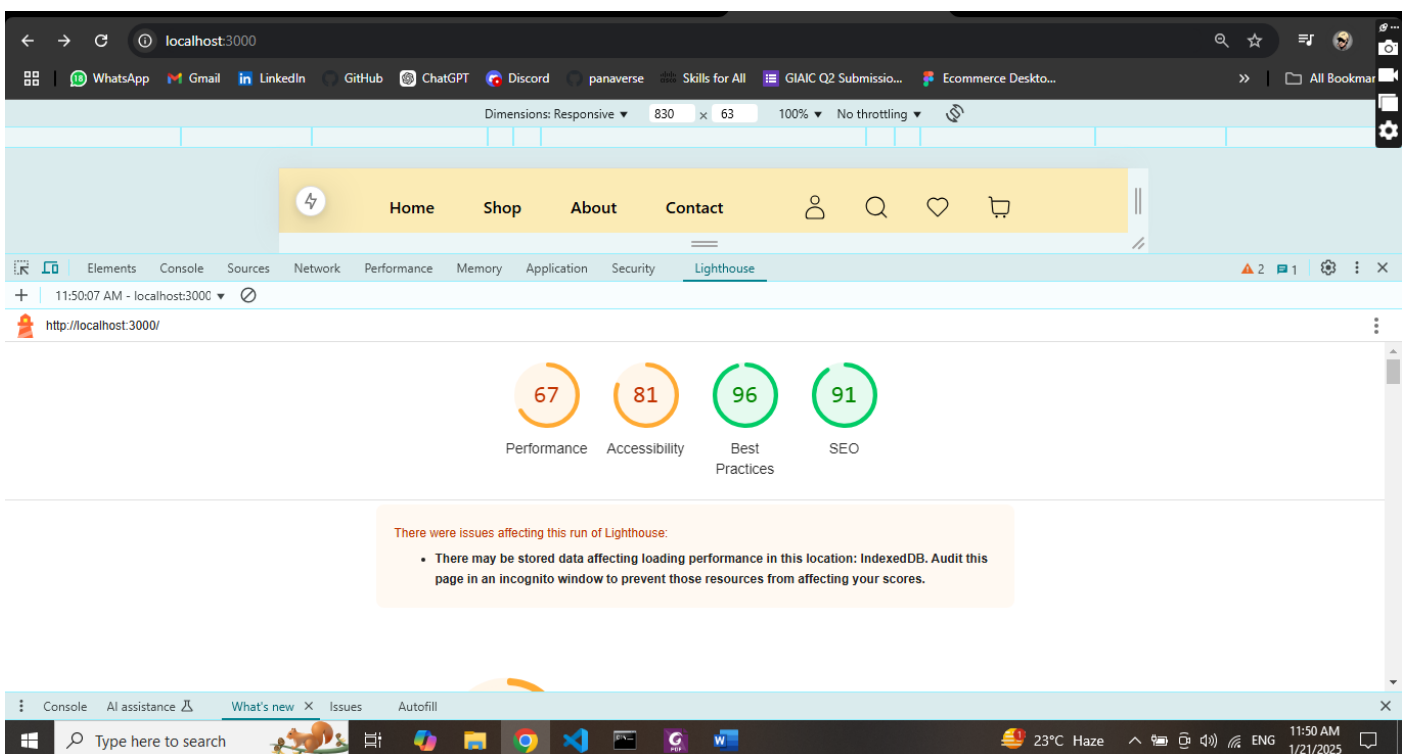 localhost:3000
WhatsApp Gmail LinkedIn GitHub ChatGPT Discord panaverse Skills for All GIAIC Q2 Submissio... Ecommerce Deskto... » All Bookmar
Dimensions: Responsive ▼ 830 × 63 100% ▼ No throttling ▼
Home Shop About Contact
Elements Console Sources Network Performance Memory Application Security Lighthouse 2 1
11:50:07 AM - localhost:3000 ▼
http://localhost:3000/
67 81 96 91
Performance Accessibility Best Practices SEO
There were issues affecting this run of Lighthouse:
• There may be stored data affecting loading performance in this location: IndexedDB. Audit this
page in an incognito window to prevent those resources from affecting your scores.
Console AI assistance What's new × Issues Autofill
Type here to search 23°C Haze ENG 11:50 AM
1/21/2025